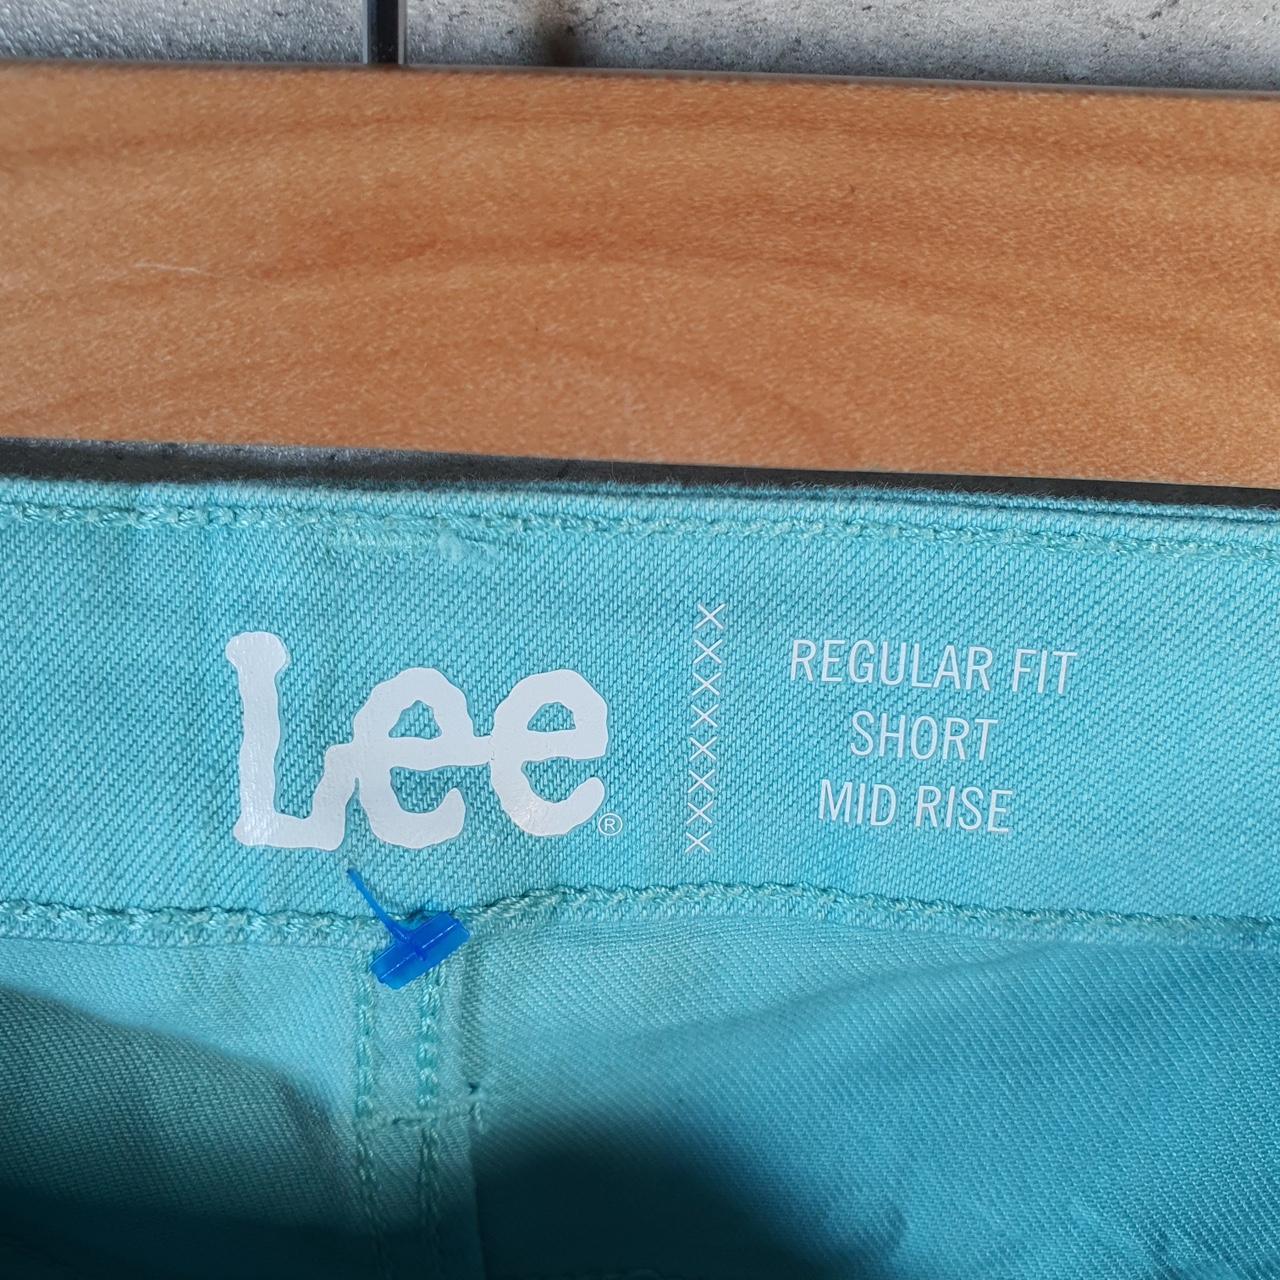 Lee®
REGULAR FIT
SHORT
MID RISE